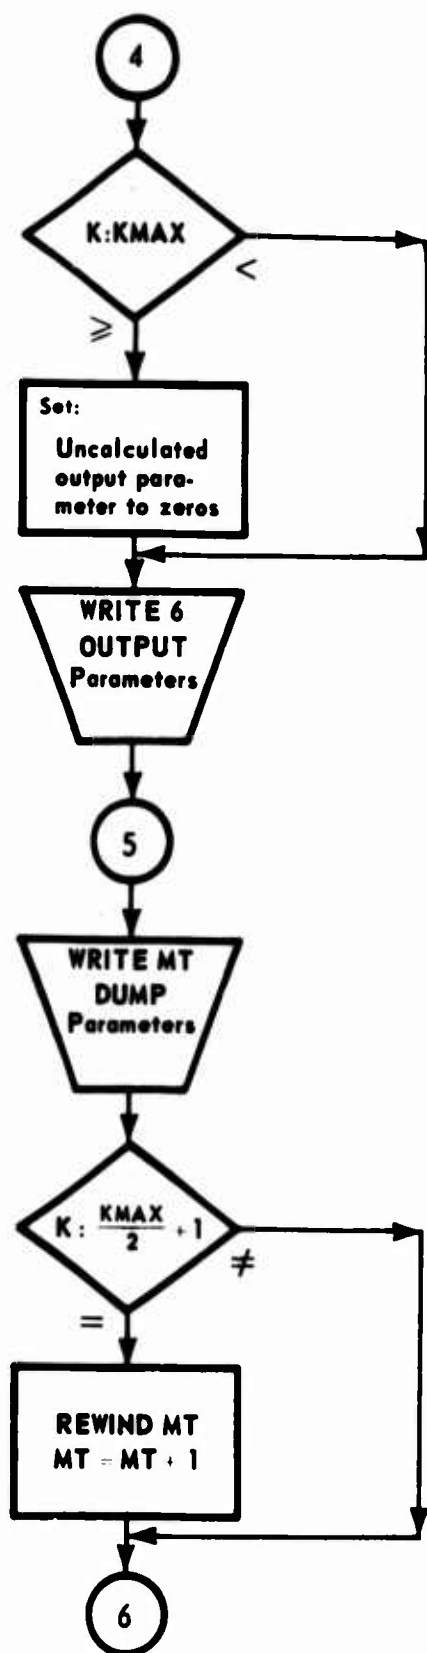 4
K:KMAX
<
≥
Set:
Uncalculated
output para-
meter to zeros
WRITE 6
OUTPUT
Parameters
5
WRITE MT
DUMP
Parameters
K: KMAX/2 + 1
≠
=
REWIND MT
MT = MT + 1
6